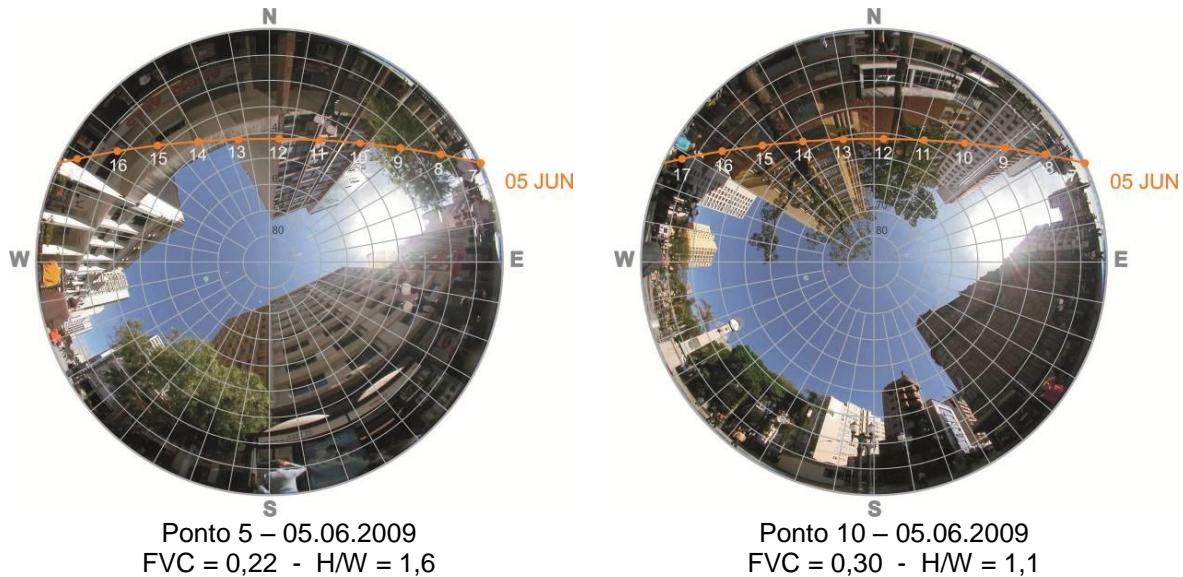 N
W
E
S
16 15 14 13 12 11 10 9 8 7
80
05 JUN
Ponto 5 – 05.06.2009
FVC = 0,22 - H/W = 1,6
N
W
E
S
17 16 15 14 13 12 11 10 9 8 7
80
05 JUN
Ponto 10 – 05.06.2009
FVC = 0,30 - H/W = 1,1